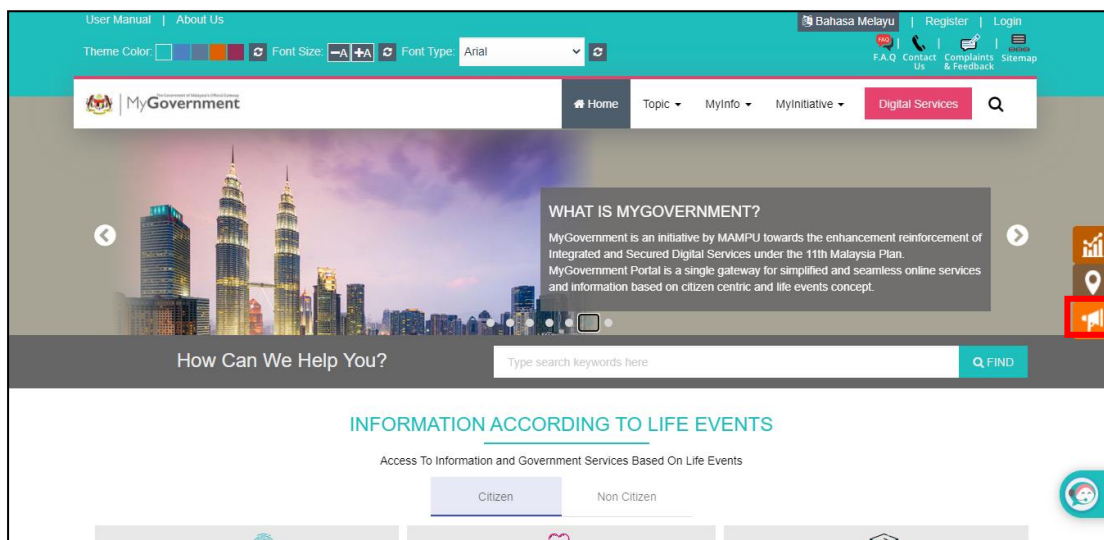 User Manual | About Us
Bahasa Melayu | Register | Login
Theme Color: Font Size: -A +A Font Type: Arial
FAQ
F.A.Q Contact Us Complaints & Feedback Sitemap
MyGovernment
Home Topic MyInfo MyInitiative Digital Services
WHAT IS MYGOVERNMENT?
MyGovernment is an initiative by MAMPU towards the enhancement reinforcement of
Integrated and Secured Digital Services under the 11th Malaysia Plan.
MyGovernment Portal is a single gateway for simplified and seamless online services
and information based on citizen centric and life events concept.
How Can We Help You?
Type search keywords here
FIND
INFORMATION ACCORDING TO LIFE EVENTS
Access To Information and Government Services Based On Life Events
Citizen Non Citizen